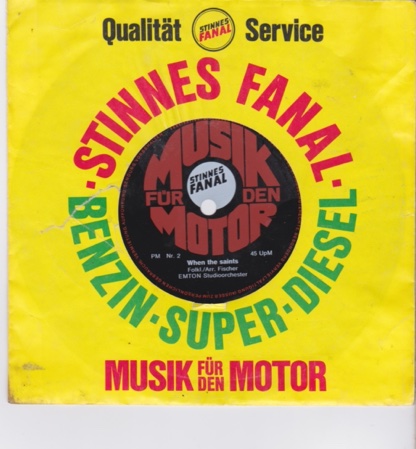 Qualität STINNES FANAL Service
·STINNES FANAL·
BENZIN·SUPER·DIESEL
MUSIK
FÜR DEN
MOTOR
STINNES
FANAL
PM Nr. 2 45 UpM
When the saints
Folkl./Arr. Fischer
EMTON Studioorchester
MUSIK FÜR DEN MOTOR